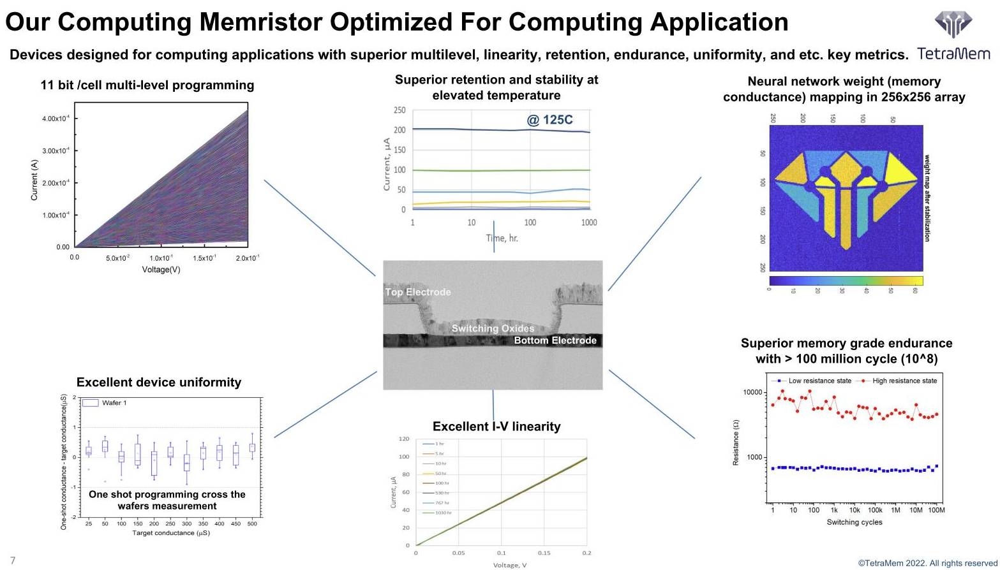 Our Computing Memristor Optimized For Computing Application
TetraMem
Devices designed for computing applications with superior multilevel, linearity, retention, endurance, uniformity, and etc. key metrics.
11 bit /cell multi-level programming
4.00x10-4
3.00x10-4
2.00x10-4
1.00x10-4
0.00
Current (A)
0.0 5.0x10-2 1.0x10-1 1.5x10-1 2.0x10-1
Voltage(V)
Superior retention and stability at
elevated temperature
@ 125C
250
200
150
100
50
0
Current, µA
1 10 100 1000
Time, hr.
Neural network weight (memory
conductance) mapping in 256x256 array
250 200 150 100 50
50
100
150
200
250
weight map after stabilization
0 10 20 30 40 50 60
Top Electrode
Switching Oxides
Bottom Electrode
Excellent device uniformity
Wafer 1
2
1
0
-1
-2
One-shot conductance - target conductance(µS)
One shot programming cross the
wafers measurement
25 50 100 150 200 250 300 350 400 450 500
Target conductance (µS)
Excellent I-V linearity
120
100
80
60
40
20
0
Current, µA
1 hr
5 hr
10 hr
50 hr
100 hr
530 hr
767 hr
1030 hr
0 0.05 0.1 0.15 0.2
Voltage, V
Superior memory grade endurance
with > 100 million cycle (10^8)
Low resistance state High resistance state
10000
1000
Resistance (Ω)
1 10 100 1k 10k 100k 1M 10M 100M
Switching cycles
7
©TetraMem 2022. All rights reserved